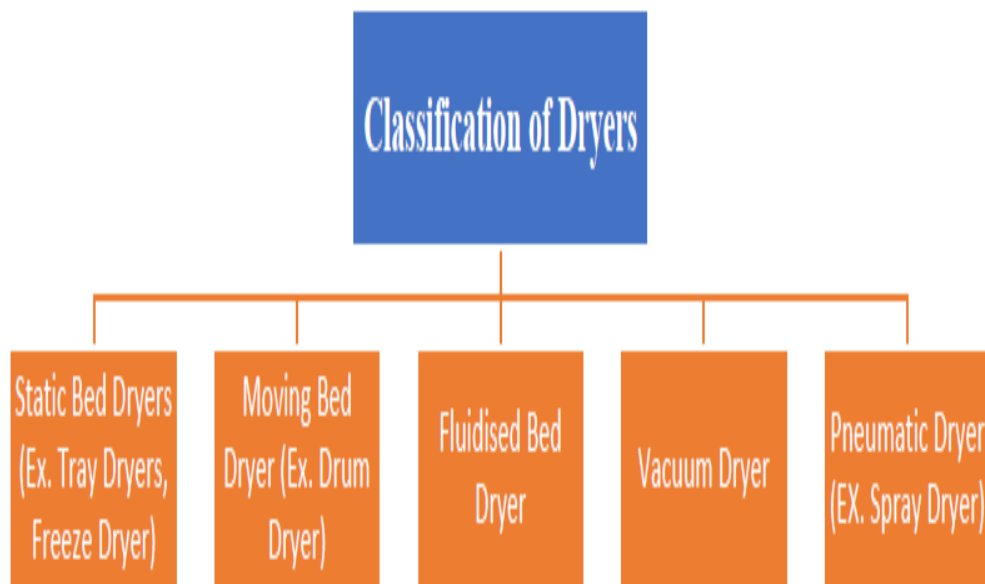 Classification of Dryers
Static Bed Dryers
(Ex. Tray Dryers,
Freeze Dryer)
Moving Bed
Dryer (Ex. Drum
Dryer)
Fluidised Bed
Dryer
Vacuum Dryer
Pneumatic Dryer
(EX. Spray Dryer)